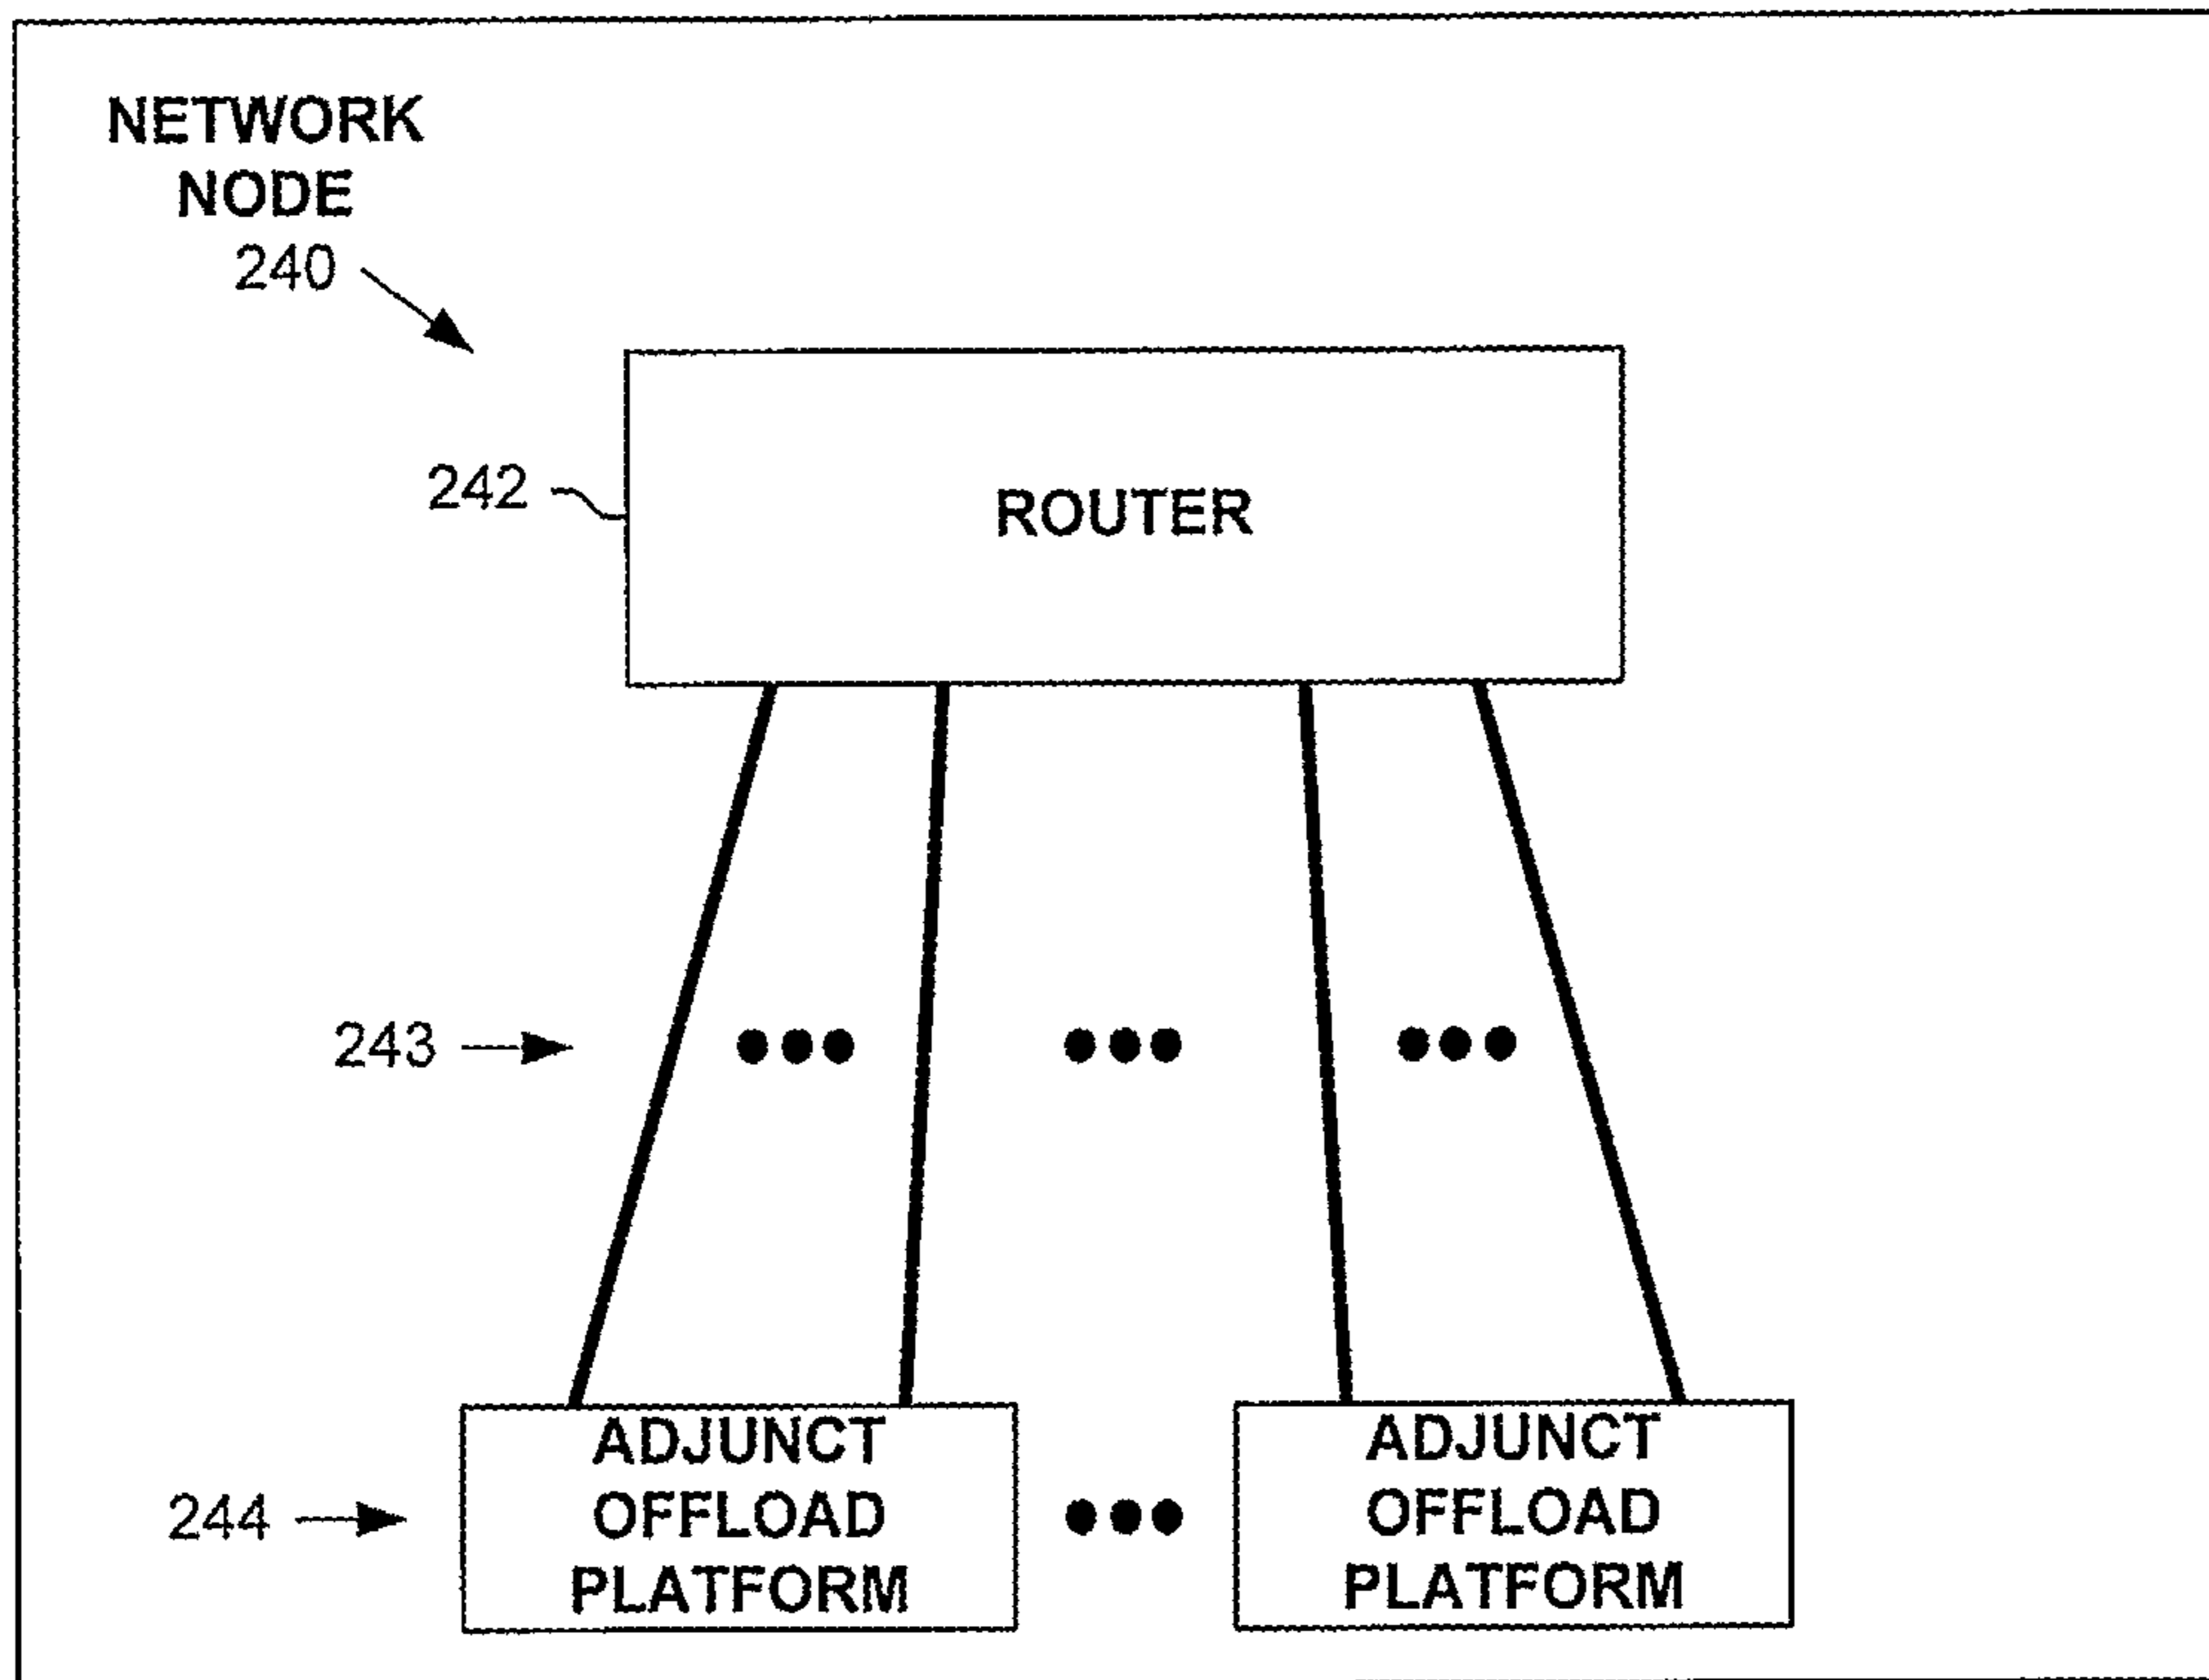 NETWORK
NODE
240
242
ROUTER
243
244
ADJUNCT
OFFLOAD
PLATFORM
ADJUNCT
OFFLOAD
PLATFORM